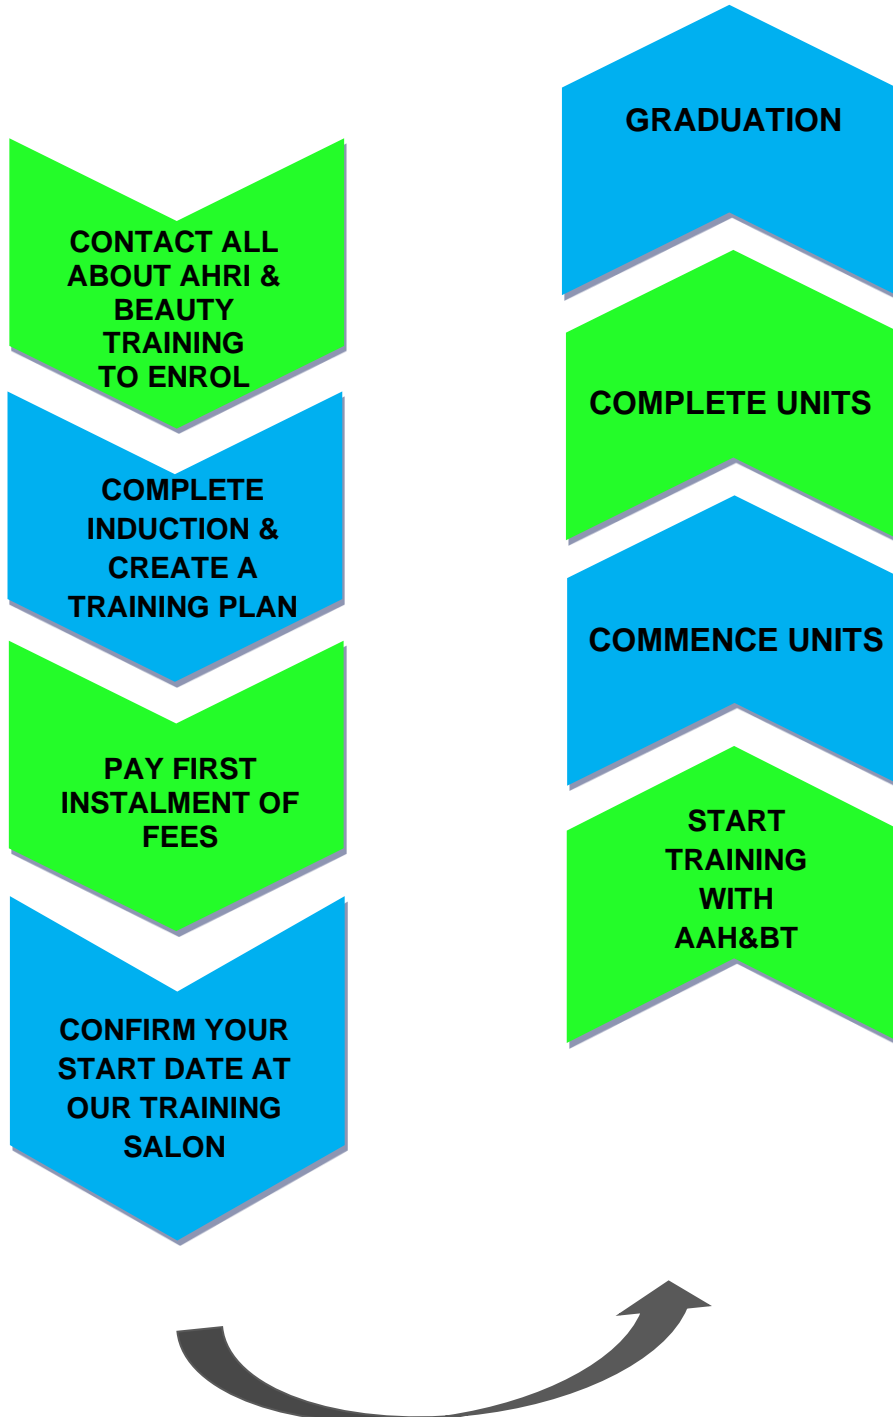 CONTACT ALL
ABOUT AHRI &
BEAUTY
TRAINING
TO ENROL
COMPLETE
INDUCTION &
CREATE A
TRAINING PLAN
PAY FIRST
INSTALMENT OF
FEES
CONFIRM YOUR
START DATE AT
OUR TRAINING
SALON
START
TRAINING
WITH
AAH&BT
COMMENCE UNITS
COMPLETE UNITS
GRADUATION